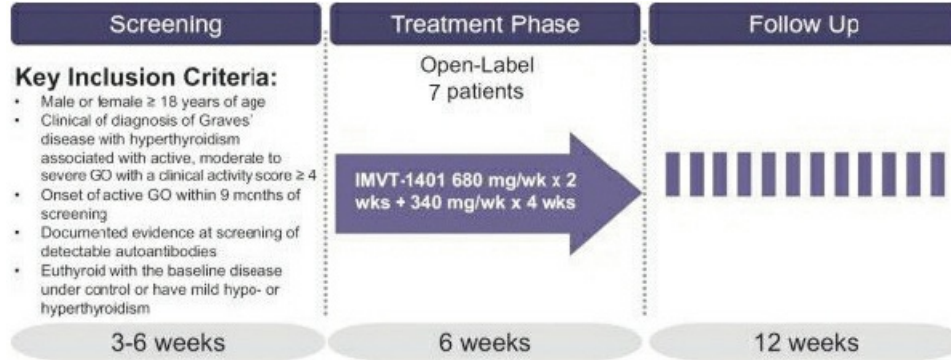 Screening
Treatment Phase
Follow Up
Key Inclusion Criteria:
• Male or female ≥ 18 years of age
• Clinical of diagnosis of Graves'
disease with hyperthyroidism
associated with active, moderate to
severe GO with a clinical activity score ≥ 4
• Onset of active GO within 9 months of
screening
• Documented evidence at screening of
detectable autoantibodies
• Euthyroid with the baseline disease
under control or have mild hypo- or
hyperthyroidism
Open-Label
7 patients
IMVT-1401 680 mg/wk x 2
wks + 340 mg/wk x 4 wks
3-6 weeks
6 weeks
12 weeks